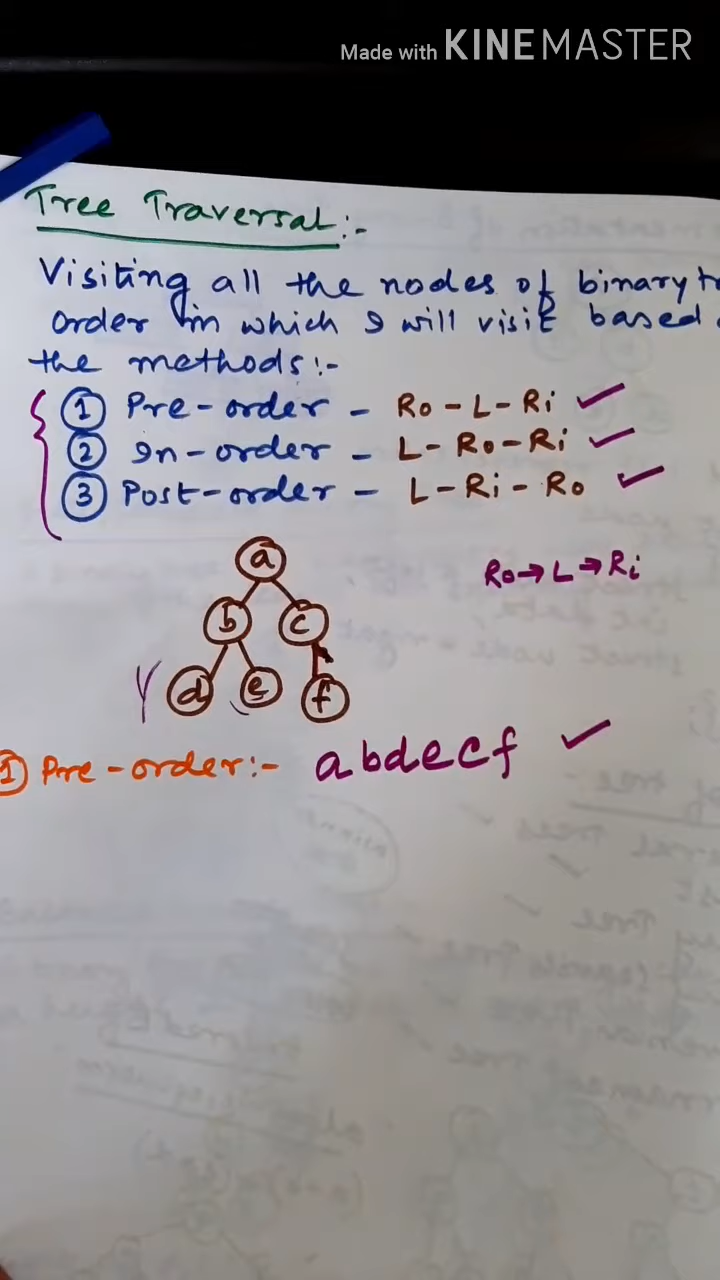 Made with KINEMASTER
Tree Traversal:-
Visiting all the nodes of binary
order in which I will visit based
the methods:-
① Pre-order - Ro-L-Ri
② In-order - L-Ro-Ri
③ Post-order - L-Ri-Ro
a
Ro→L→Ri
b c
d e f
① Pre-order:- abdecf